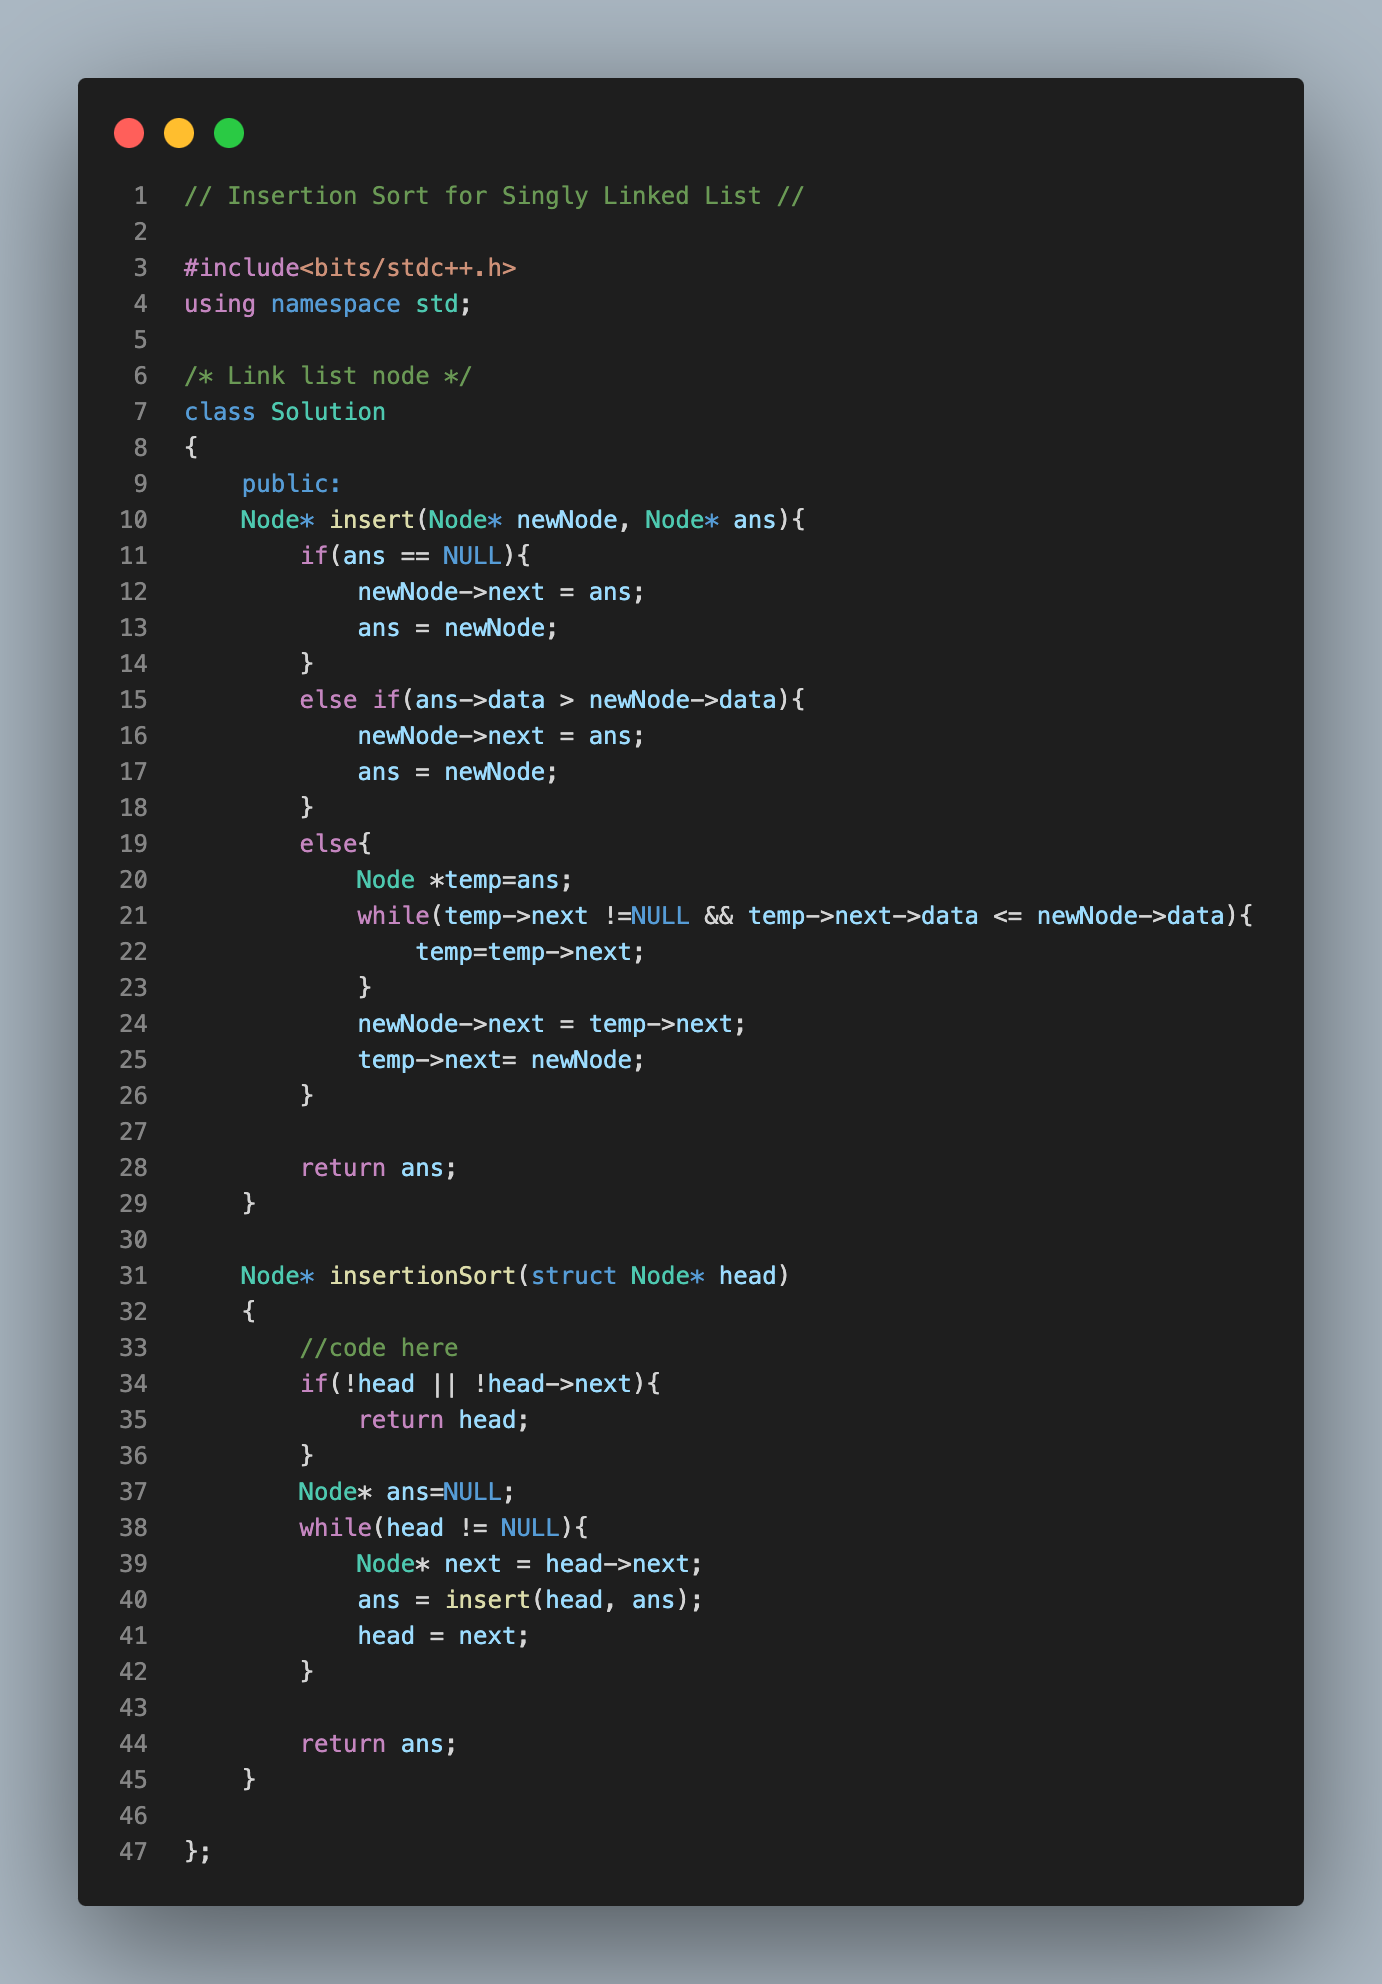 1 // Insertion Sort for Singly Linked List //
2
3 #include<bits/stdc++.h>
4 using namespace std;
5
6 /* Link list node */
7 class Solution
8 {
9     public:
10     Node* insert(Node* newNode, Node* ans){
11         if(ans == NULL){
12             newNode->next = ans;
13             ans = newNode;
14         }
15         else if(ans->data > newNode->data){
16             newNode->next = ans;
17             ans = newNode;
18         }
19         else{
20             Node *temp=ans;
21             while(temp->next !=NULL && temp->next->data <= newNode->data){
22                 temp=temp->next;
23             }
24             newNode->next = temp->next;
25             temp->next= newNode;
26         }
27
28         return ans;
29     }
30
31     Node* insertionSort(struct Node* head)
32     {
33         //code here
34         if(!head || !head->next){
35             return head;
36         }
37         Node* ans=NULL;
38         while(head != NULL){
39             Node* next = head->next;
40             ans = insert(head, ans);
41             head = next;
42         }
43
44         return ans;
45     }
46
47 };